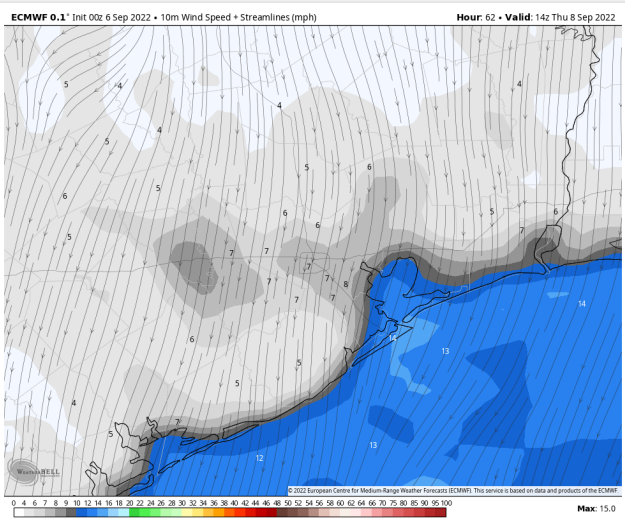 ECMWF 0.1° Init 00z 6 Sep 2022 • 10m Wind Speed + Streamlines (mph)
Hour: 62 • Valid: 14z Thu 8 Sep 2022
5 4 4
4
4
5
5 6
5
6
6 5 6
6
5 7
7 7
7
7 7
8
7 7
14
6 14
13
5
5
4
7
5
13
12
WEATHERBELL
© 2022 European Centre for Medium-Range Weather Forecasts (ECMWF). This service is based on data and products of the ECMWF.
0 4 6 7 8 9 10 12 14 16 18 20 22 24 26 28 30 32 34 36 38 40 42 44 46 48 50 52 54 56 58 60 65 70 75 80 85 90 95 100
Max: 15.0